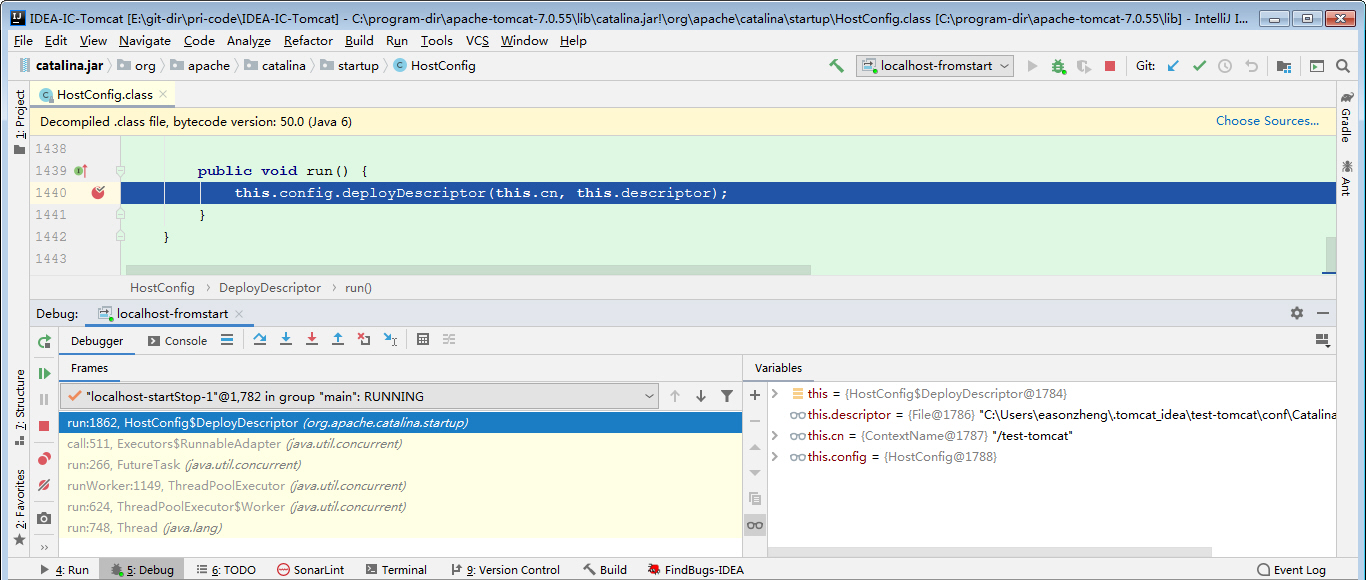 IDEA-IC-Tomcat [E:\git-dir\pri-code\IDEA-IC-Tomcat] - C:\program-dir\apache-tomcat-7.0.55\lib\catalina.jar!\org\apache\catalina\startup\HostConfig.class [C:\program-dir\apache-tomcat-7.0.55\lib] - IntelliJ I...
File Edit View Navigate Code Analyze Refactor Build Run Tools VCS Window Help
catalina.jar org apache catalina startup HostConfig localhost-fromstart Git:
1: Project
HostConfig.class
Decompiled .class file, bytecode version: 50.0 (Java 6) Choose Sources...
Gradle
Ant
1438
1439 public void run() {
1440 this.config.deployDescriptor(this.cn, this.descriptor);
1441 }
1442 }
1443
HostConfig DeployDescriptor run()
Debug: localhost-fromstart
Debugger Console
7: Structure
2: Favorites
Frames
"localhost-startStop-1"@1,782 in group "main": RUNNING
run:1862, HostConfig$DeployDescriptor (org.apache.catalina.startup)
call:511, Executors$RunnableAdapter (java.util.concurrent)
run:266, FutureTask (java.util.concurrent)
runWorker:1149, ThreadPoolExecutor (java.util.concurrent)
run:624, ThreadPoolExecutor$Worker (java.util.concurrent)
run:748, Thread (java.lang)
Variables
this = {HostConfig$DeployDescriptor@1784}
this.descriptor = {File@1786} "C:\Users\easonzheng\.tomcat_idea\test-tomcat\conf\Catalina
this.cn = {ContextName@1787} "/test-tomcat"
this.config = {HostConfig@1788}
4: Run 5: Debug 6: TODO SonarLint Terminal 9: Version Control Build FindBugs-IDEA Event Log